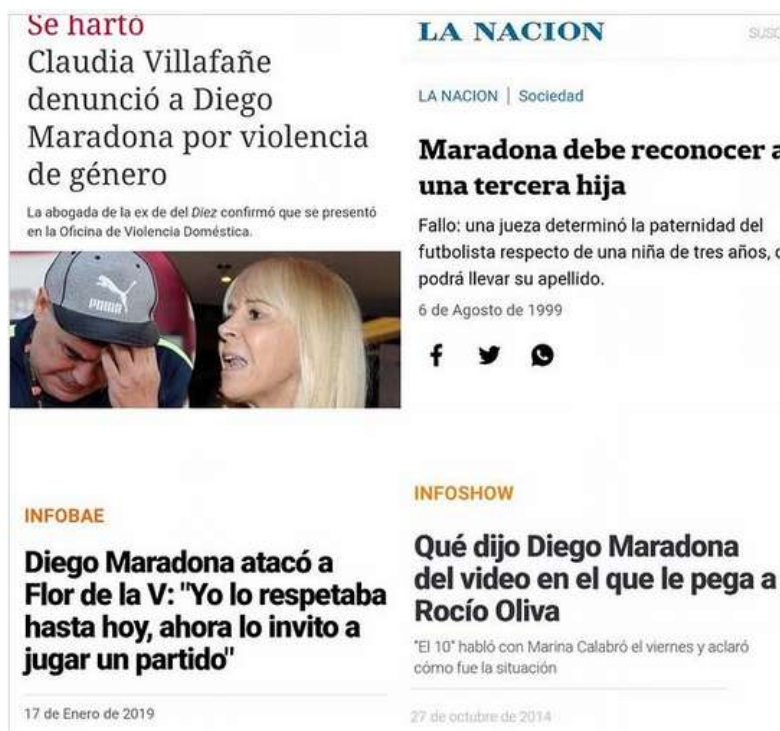 Se hartó
Claudia Villafañe
denunció a Diego
Maradona por violencia
de género
La abogada de la ex de del Diez confirmó que se presentó
en la Oficina de Violencia Doméstica.
PUMA
LA NACION
LA NACION | Sociedad
Maradona debe reconocer a
una tercera hija
Fallo: una jueza determinó la paternidad del
futbolista respecto de una niña de tres años,
podrá llevar su apellido.
6 de Agosto de 1999
INFOBAE
Diego Maradona atacó a
Flor de la V: "Yo lo respetaba
hasta hoy, ahora lo invito a
jugar un partido"
17 de Enero de 2019
INFOSHOW
Qué dijo Diego Maradona
del video en el que le pega a
Rocío Oliva
"El 10" habló con Marina Calabró el viernes y aclaró
cómo fue la situación
27 de octubre de 2014